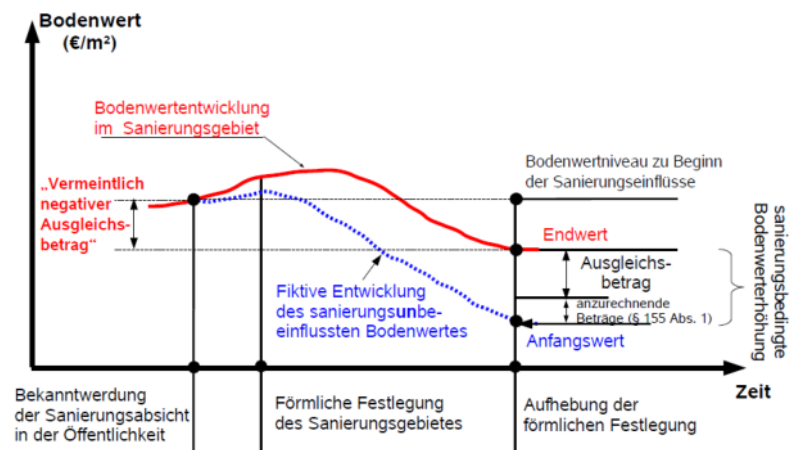 Bodenwert
(€/m²)
Bodenwertentwicklung
im Sanierungsgebiet
„Vermeintlich
negativer
Ausgleichs-
betrag“
Bodenwertniveau zu Beginn
der Sanierungseinflüsse
Endwert
Ausgleichs-
betrag
anzurechnende
Beträge (§ 155 Abs. 1)
Anfangswert
sanierungsbedingte
Bodenwerterhöhung
Fiktive Entwicklung
des sanierungsunbe-
einflussten Bodenwertes
Zeit
Bekanntwerdung
der Sanierungsabsicht
in der Öffentlichkeit
Förmliche Festlegung
des Sanierungsgebietes
Aufhebung der
förmlichen Festlegung